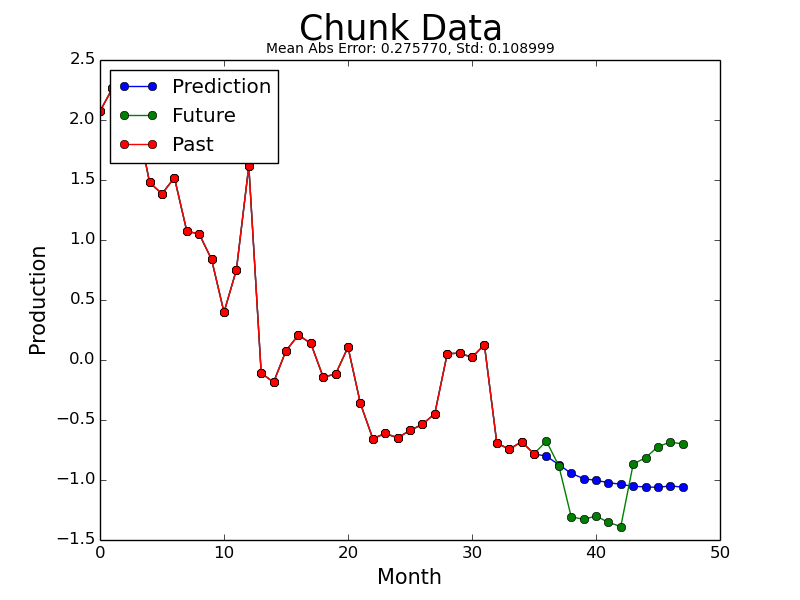 Chunk Data
Mean Abs Error: 0.275770, Std: 0.108999
2.5
2.0
1.5
1.0
0.5
0.0
−0.5
−1.0
−1.5
Production
Prediction
Future
Past
0 10 20 30 40 50
Month